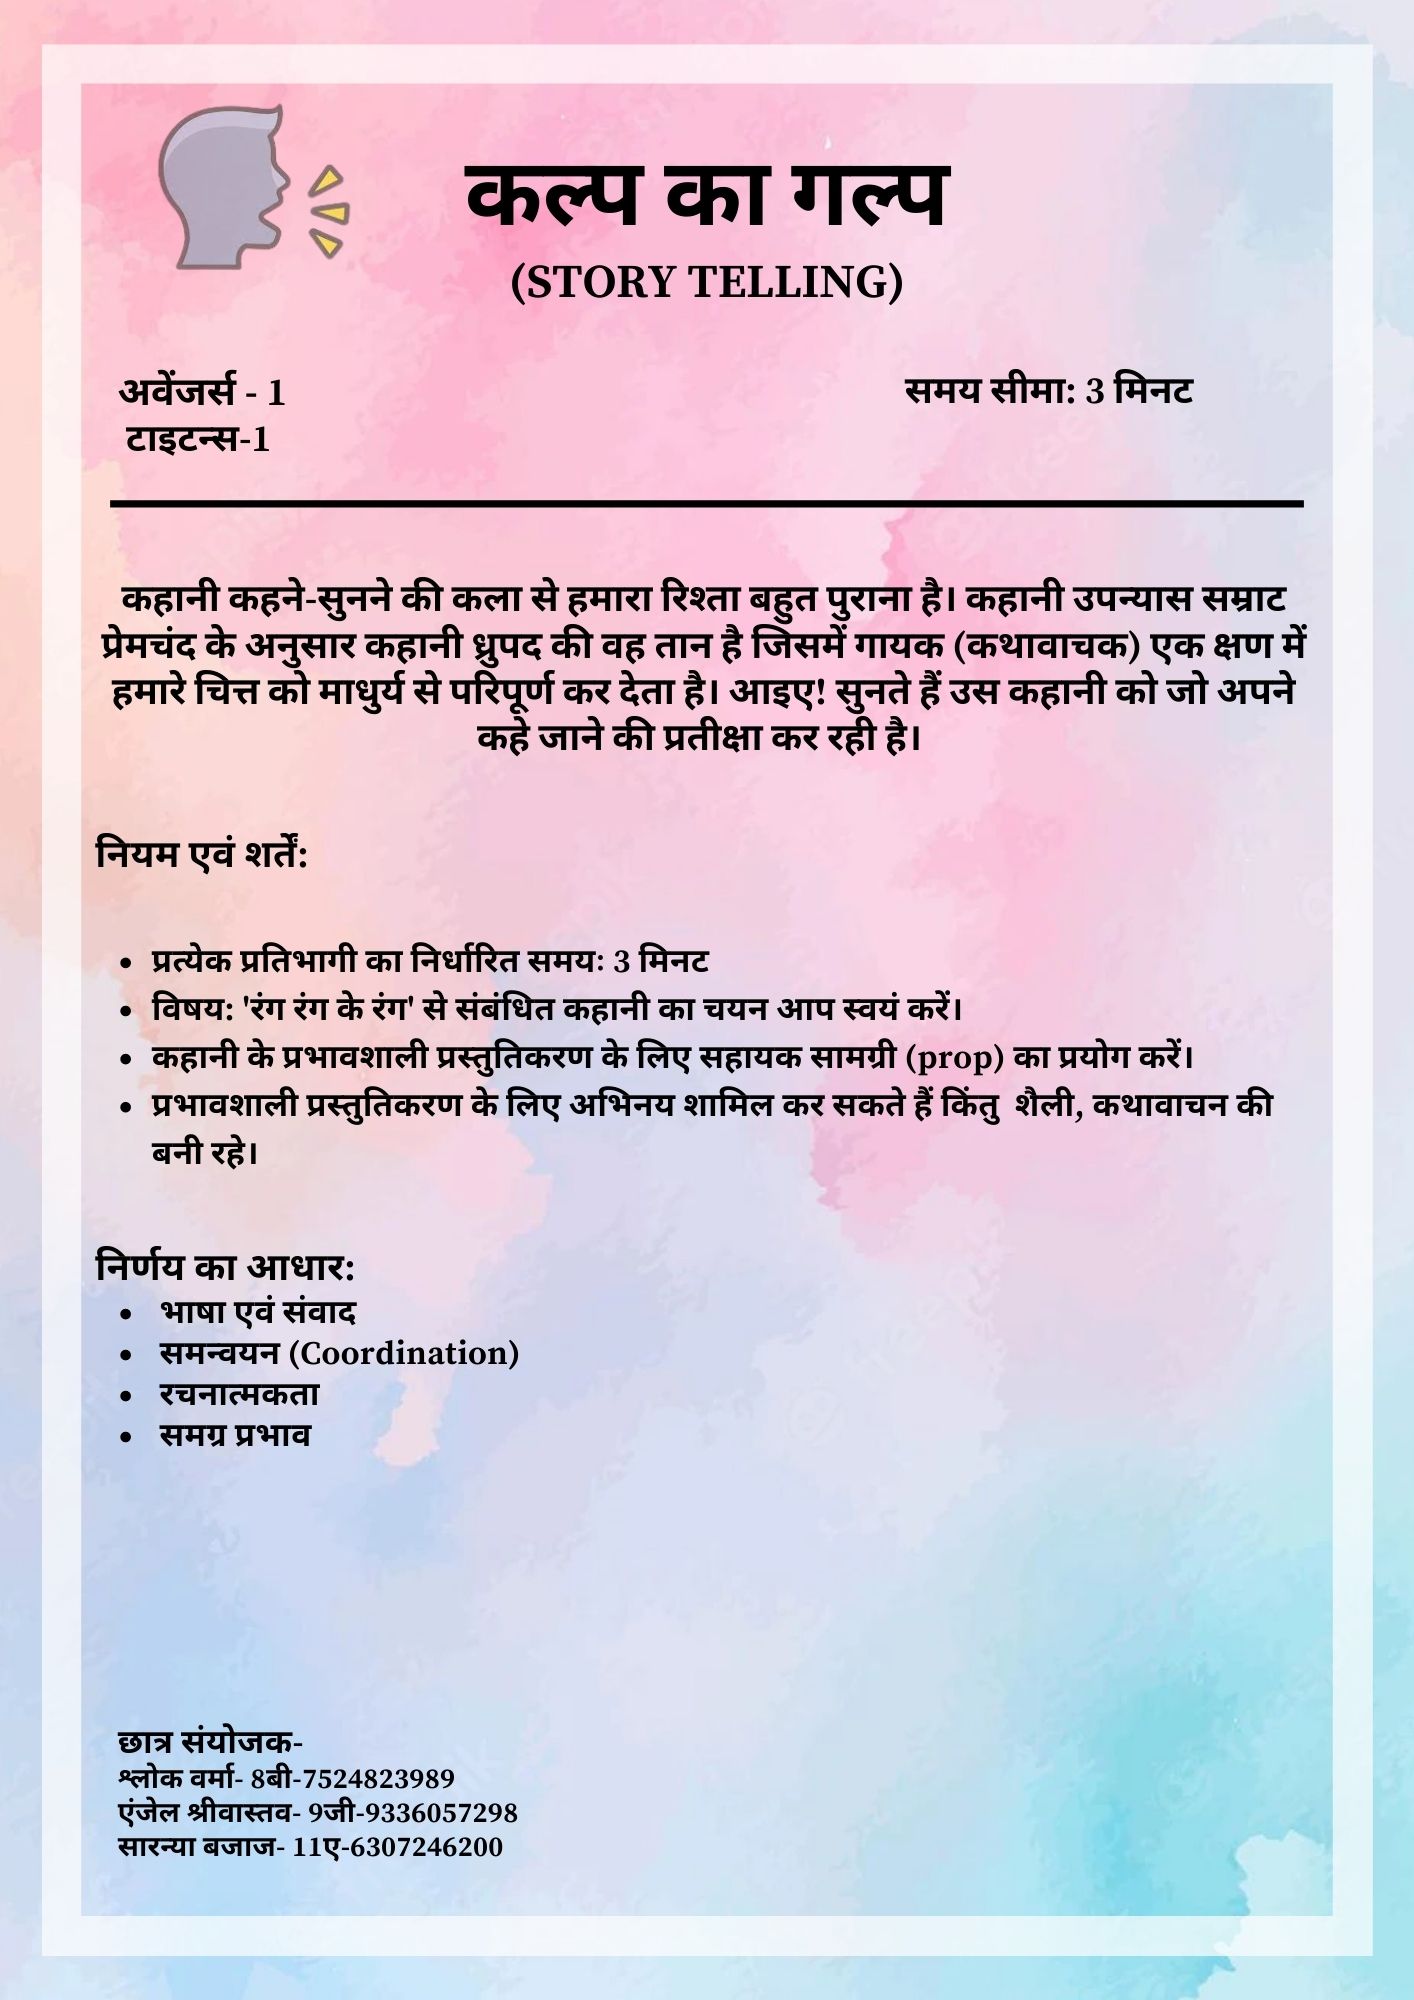 कल्प का गल्प
(STORY TELLING)
अवेंजर्स - 1
समय सीमा: 3 मिनट
टाइटन्स-1
कहानी कहने-सुनने की कला से हमारा रिश्ता बहुत पुराना है। कहानी उपन्यास सम्राट
प्रेमचंद के अनुसार कहानी ध्रुपद की वह तान है जिसमें गायक (कथावाचक) एक क्षण में
हमारे चित्त को माधुर्य से परिपूर्ण कर देता है। आइए! सुनते हैं उस कहानी को जो अपने
कहे जाने की प्रतीक्षा कर रही है।
नियम एवं शर्तें:
• प्रत्येक प्रतिभागी का निर्धारित समयः 3 मिनट
• विषय: 'रंग रंग के रंग' से संबंधित कहानी का चयन आप स्वयं करें।
• कहानी के प्रभावशाली प्रस्तुतिकरण के लिए सहायक सामग्री (prop) का प्रयोग करें।
• प्रभावशाली प्रस्तुतिकरण के लिए अभिनय शामिल कर सकते हैं किंतु शैली, कथावाचन की
बनी रहे।
निर्णय का आधार:
• भाषा एवं संवाद
• समन्वयन (Coordination)
• रचनात्मकता
• समग्र प्रभाव
छात्र संयोजक-
श्लोक वर्मा- 8बी-7524823989
एंजेल श्रीवास्तव- 9जी-9336057298
सारन्या बजाज- 11ए-6307246200